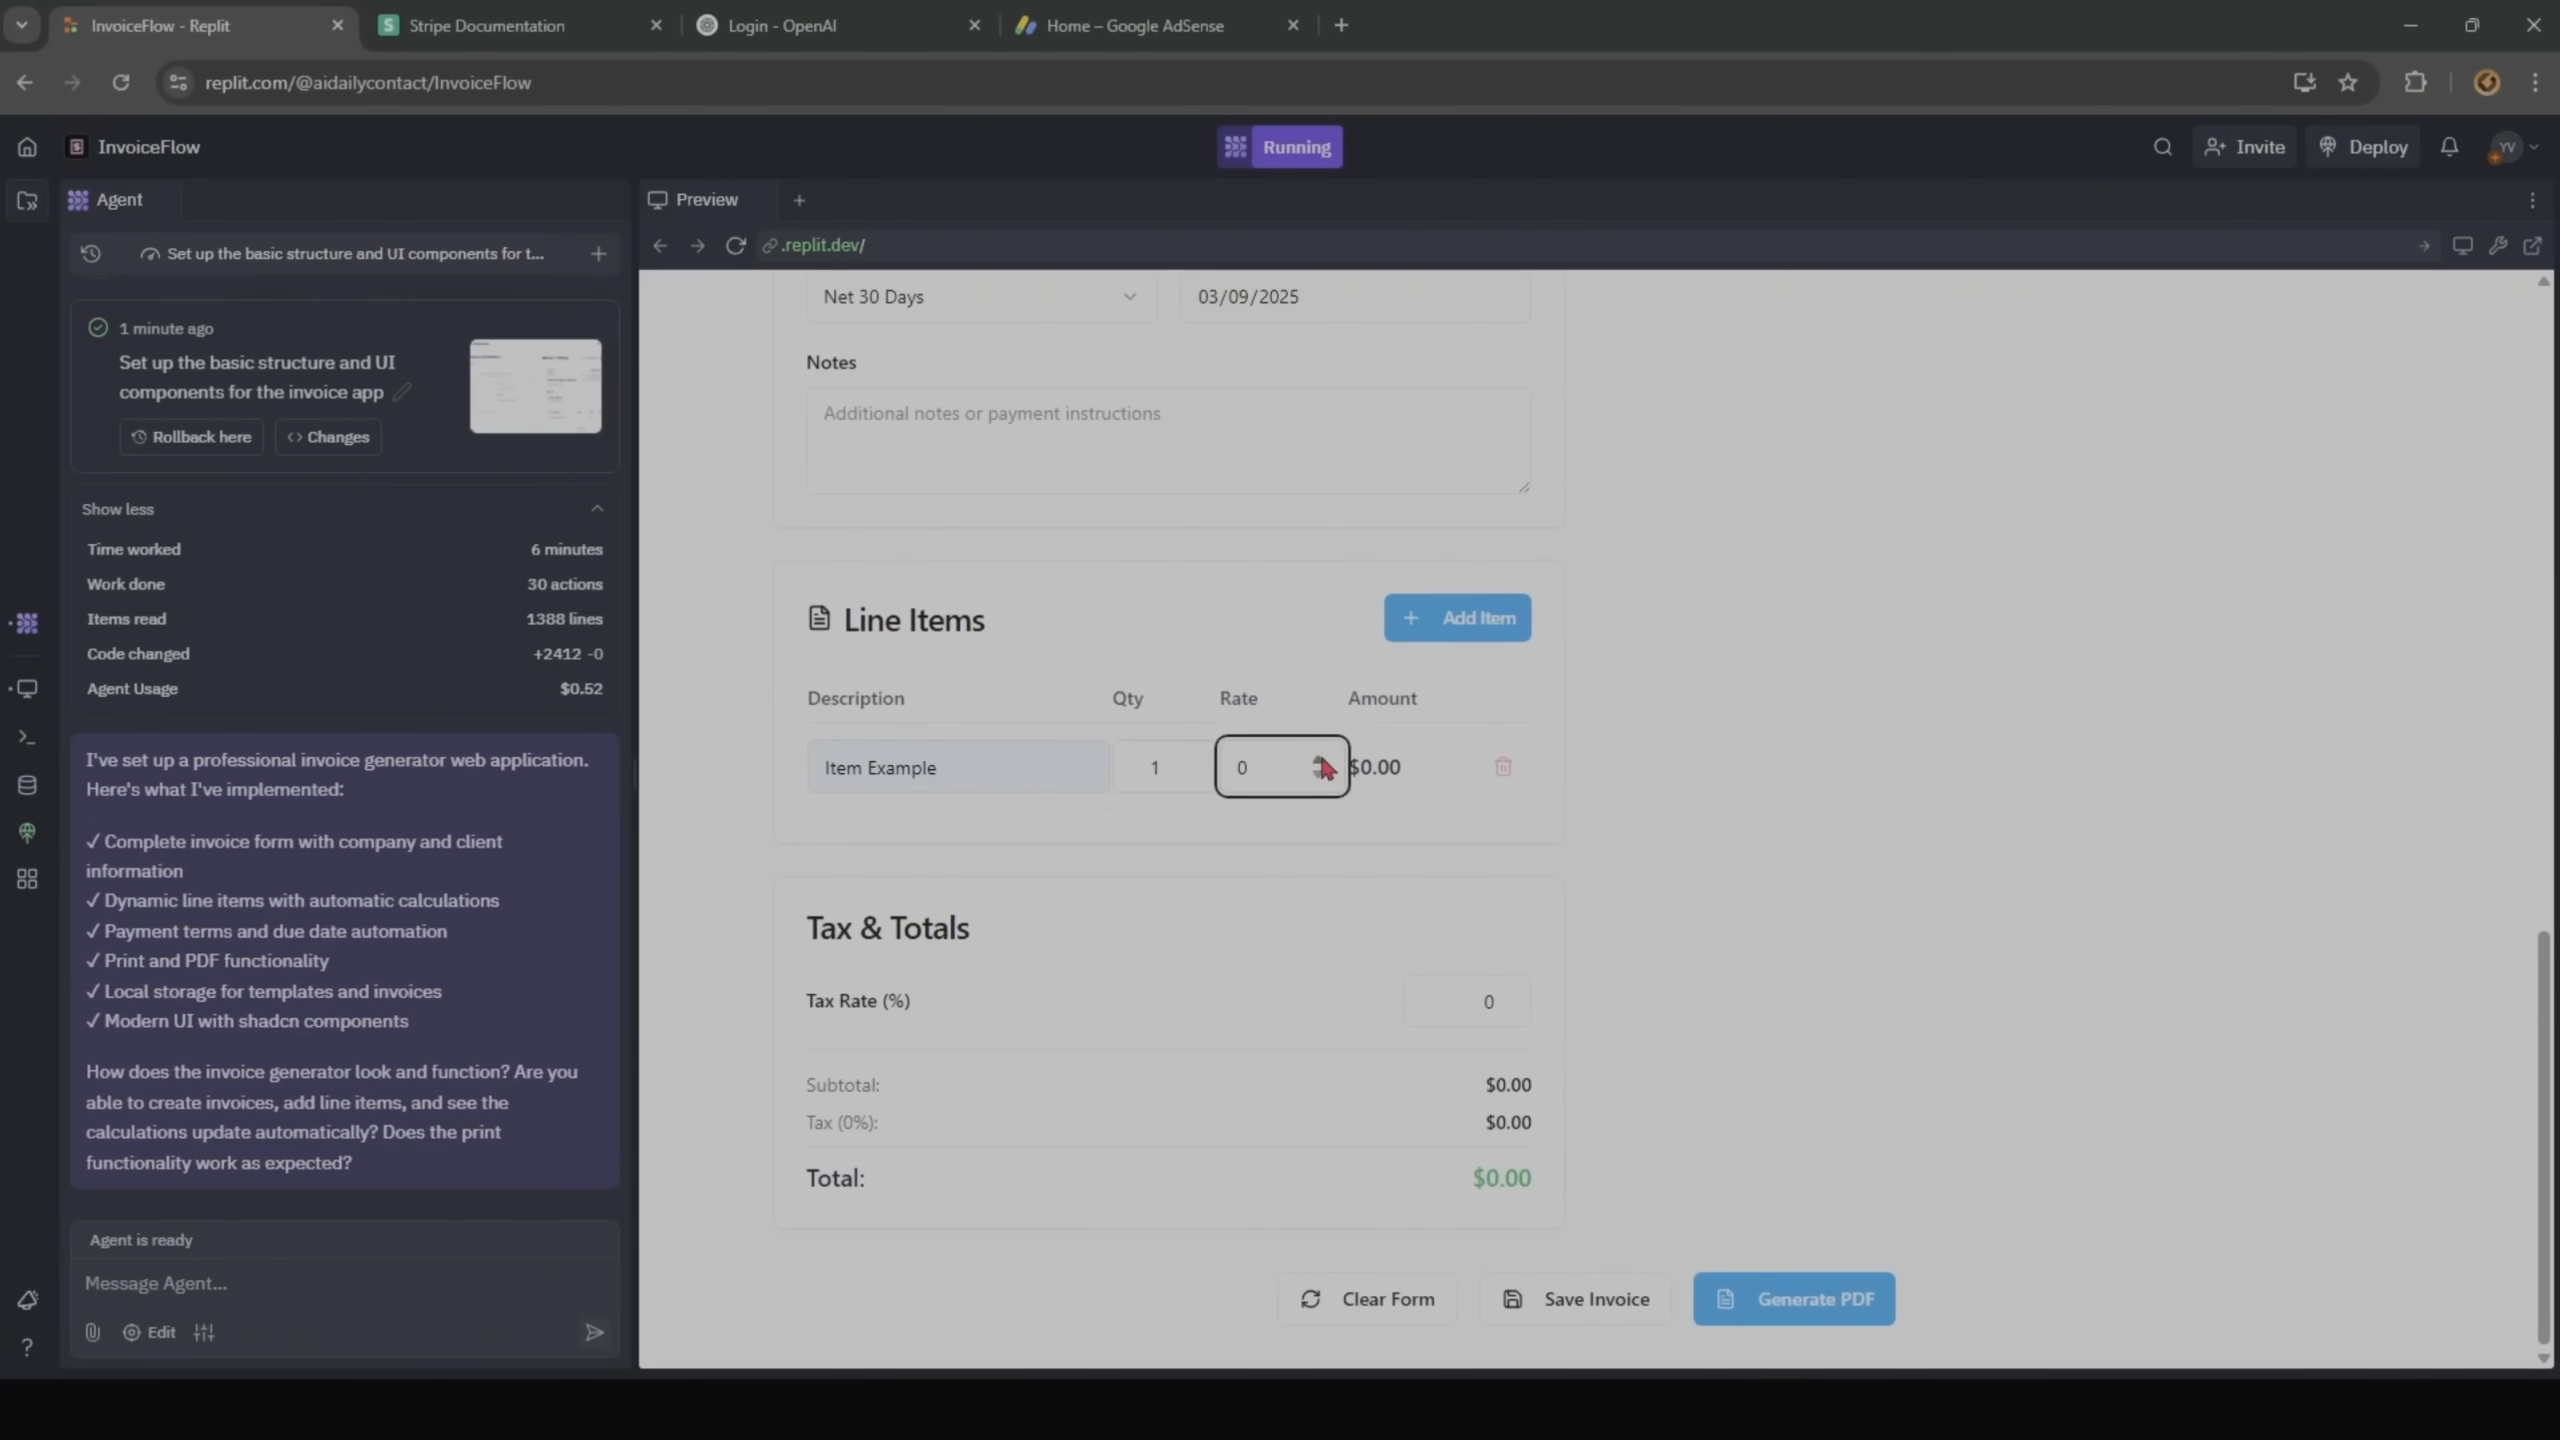 InvoiceFlow - Replit
Stripe Documentation
Login - OpenAI
Home – Google AdSense
replit.com/@aidailycontact/InvoiceFlow
InvoiceFlow
Running
Invite
Deploy
YV
Agent
Preview
Set up the basic structure and UI components for t...
.replit.dev/
1 minute ago
Set up the basic structure and UI
components for the invoice app
Rollback here
Changes
Show less
Time worked 6 minutes
Work done 30 actions
Items read 1388 lines
Code changed +2412 -0
Agent Usage $0.52
I've set up a professional invoice generator web application.
Here's what I've implemented:
✓ Complete invoice form with company and client
information
✓ Dynamic line items with automatic calculations
✓ Payment terms and due date automation
✓ Print and PDF functionality
✓ Local storage for templates and invoices
✓ Modern UI with shadcn components
How does the invoice generator look and function? Are you
able to create invoices, add line items, and see the
calculations update automatically? Does the print
functionality work as expected?
Agent is ready
Message Agent...
Edit
Net 30 Days
03/09/2025
Notes
Additional notes or payment instructions
Line Items
Add Item
Description Qty Rate Amount
Item Example 1 0 $0.00
Tax & Totals
Tax Rate (%) 0
Subtotal: $0.00
Tax (0%): $0.00
Total: $0.00
Clear Form
Save Invoice
Generate PDF